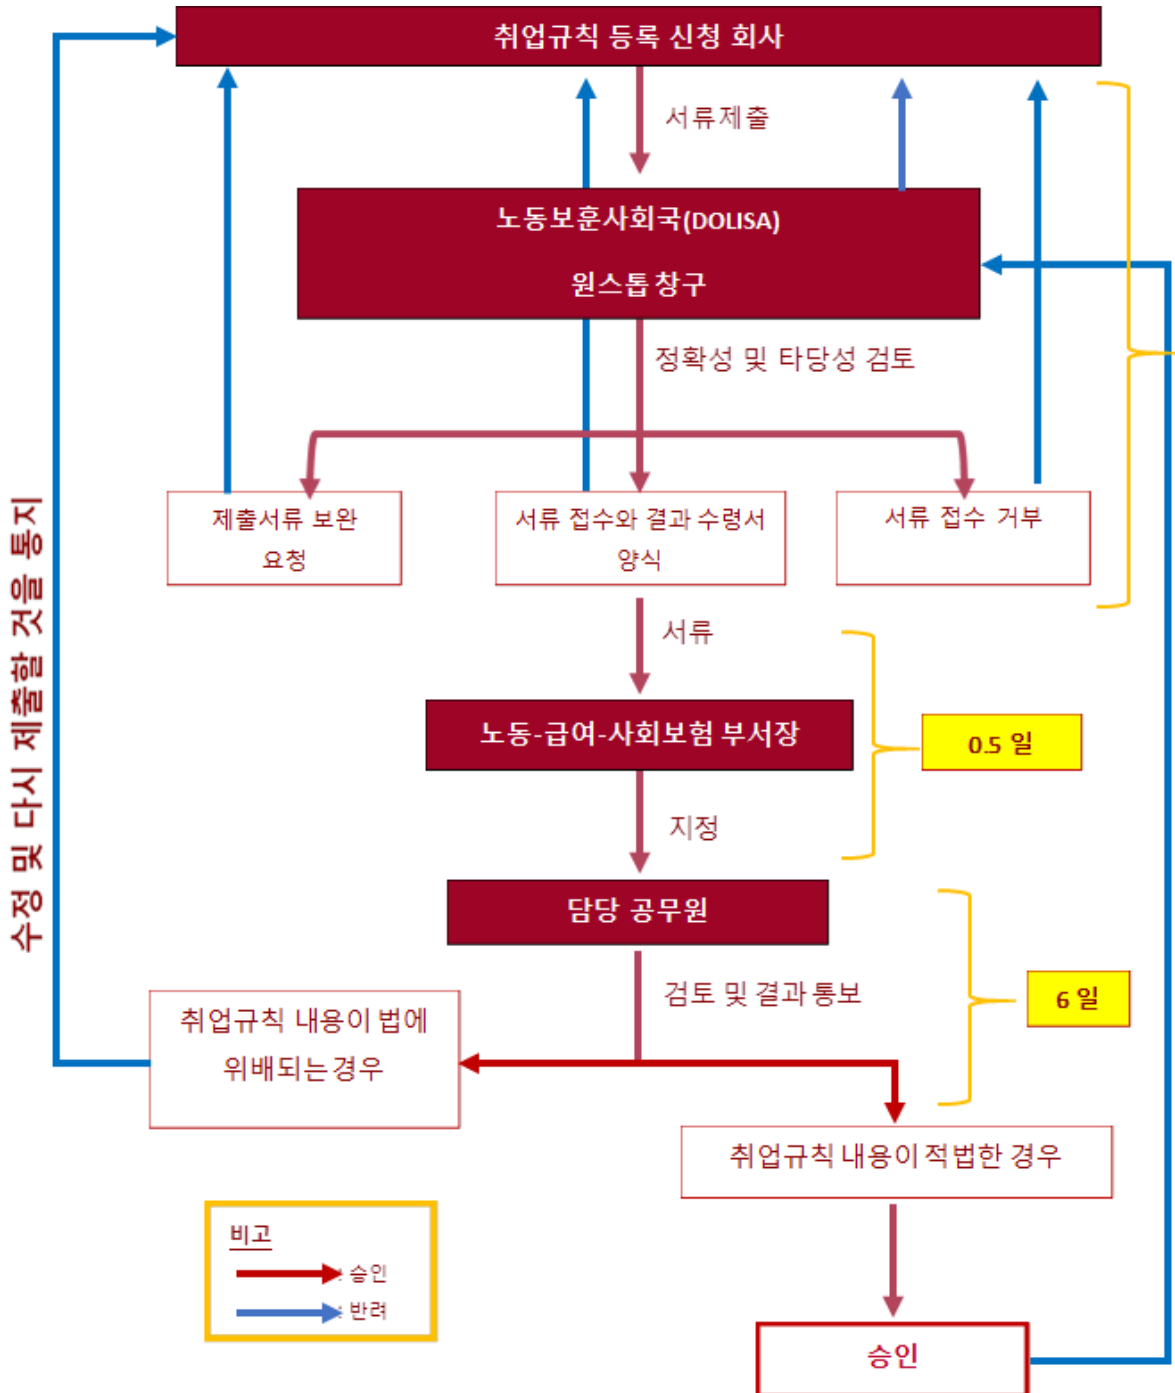 취업규칙 등록 신청 회사
서류제출
노동보훈사회국(DOLISA)
원스톱 창구
정확성 및 타당성 검토
제출서류 보완
요청
서류 접수와 결과 수령서
양식
서류 접수 거부
수정 및 다시 제출할 것을 통지
서류
노동-급여-사회보험 부서장
0.5 일
지정
담당 공무원
검토 및 결과 통보
6 일
취업규칙 내용이 법에
위배되는 경우
취업규칙 내용이 적법한 경우
비고
: 승인
: 반려
승인